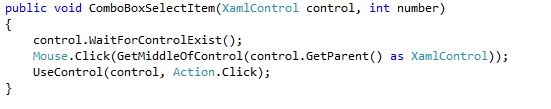 public void ComboBoxSelectItem(XamlControl control, int number)
{
    control.WaitForControlExist();
    Mouse.Click(GetMiddleOfControl(control.GetParent() as XamlControl));
    UseControl(control, Action.Click);
}